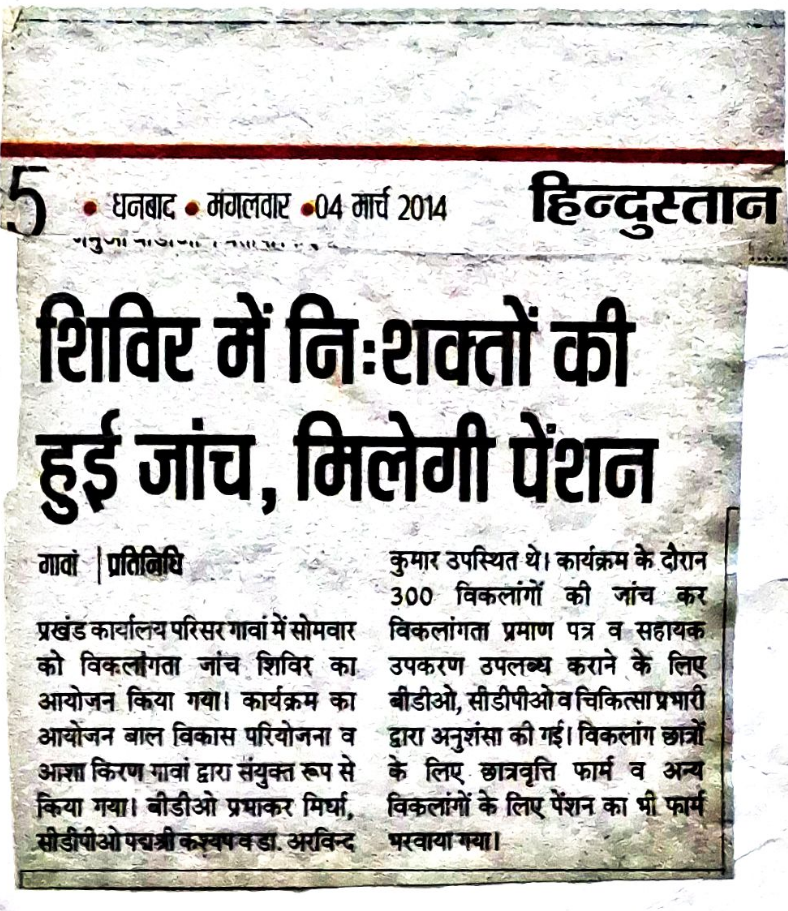 5 • धनबाद • मंगलवार • 04 मार्च 2014 हिन्दुस्तान
शिविर में निःशक्तों की
हुई जांच, मिलेगी पेंशन
गावां | प्रतिनिधि
प्रखंड कार्यालय परिसर गावां में सोमवार
को विकलांगता जांच शिविर का
आयोजन किया गया। कार्यक्रम का
आयोजन बाल विकास परियोजना व
आशा किरण गावां द्वारा संयुक्त रूप से
किया गया। बीडीओ प्रभाकर मिर्धा,
सीडीपीओ पद्मश्री कश्यप व डा. अरविन्द
कुमार उपस्थित थे। कार्यक्रम के दौरान
300 विकलांगों की जांच कर
विकलांगता प्रमाण पत्र व सहायक
उपकरण उपलब्ध कराने के लिए
बीडीओ, सीडीपीओ व चिकित्सा प्रभारी
द्वारा अनुशंसा की गई। विकलांग छात्रों
के लिए छात्रवृत्ति फार्म व अन्य
विकलांगों के लिए पेंशन का भी फार्म
भरवाया गया।